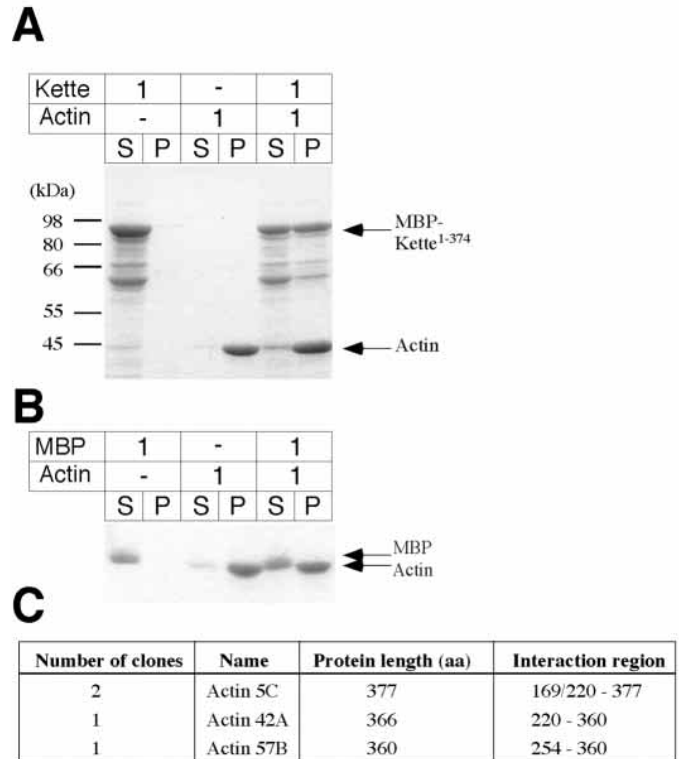 A
Kette 1 - 1
Actin - 1 1
S P S P S P
(kDa)
98
80
66
55
45
MBP-
Kette1-374
Actin
B
MBP 1 - 1
Actin - 1 1
S P S P S P
MBP
Actin
C
Number of clones Name Protein length (aa) Interaction region
2 Actin 5C 377 169/220 - 377
1 Actin 42A 366 220 - 360
1 Actin 57B 360 254 - 360